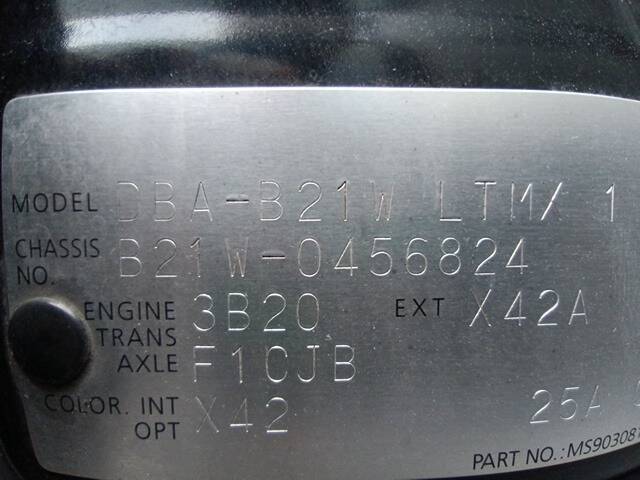 MODEL DBA-B21W LTMX 1
CHASSIS NO. B21W-0456824
ENGINE 3B20 EXT X42A
TRANS AXLE F1CJB
COLOR. INT OPT X42 25A
PART NO.: MS90308